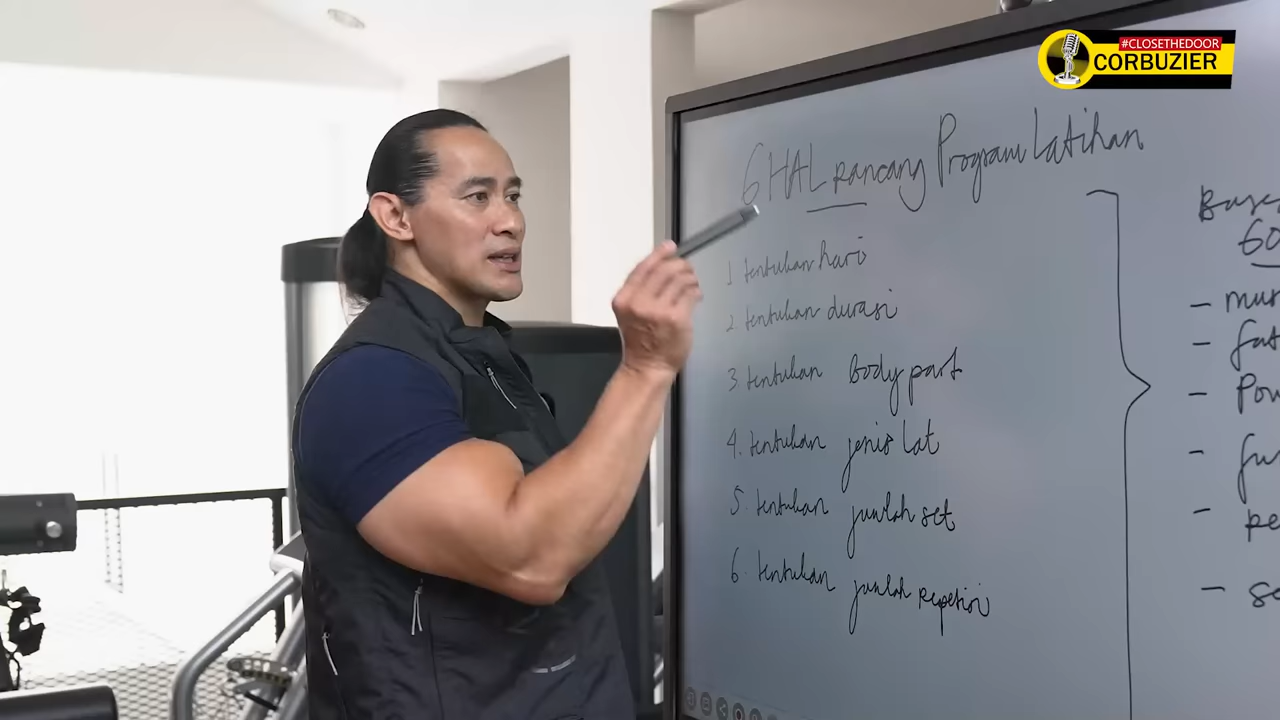 #CLOSETHEDOOR
CORBUZIER
6 HAL rancang Program Latihan
1 tentukan hari
2. tentukan durasi
3 tentukan Body part
4. tentukan jenis lat
5. tentukan jumlah set
6. tentukan jumlah repetisi
60